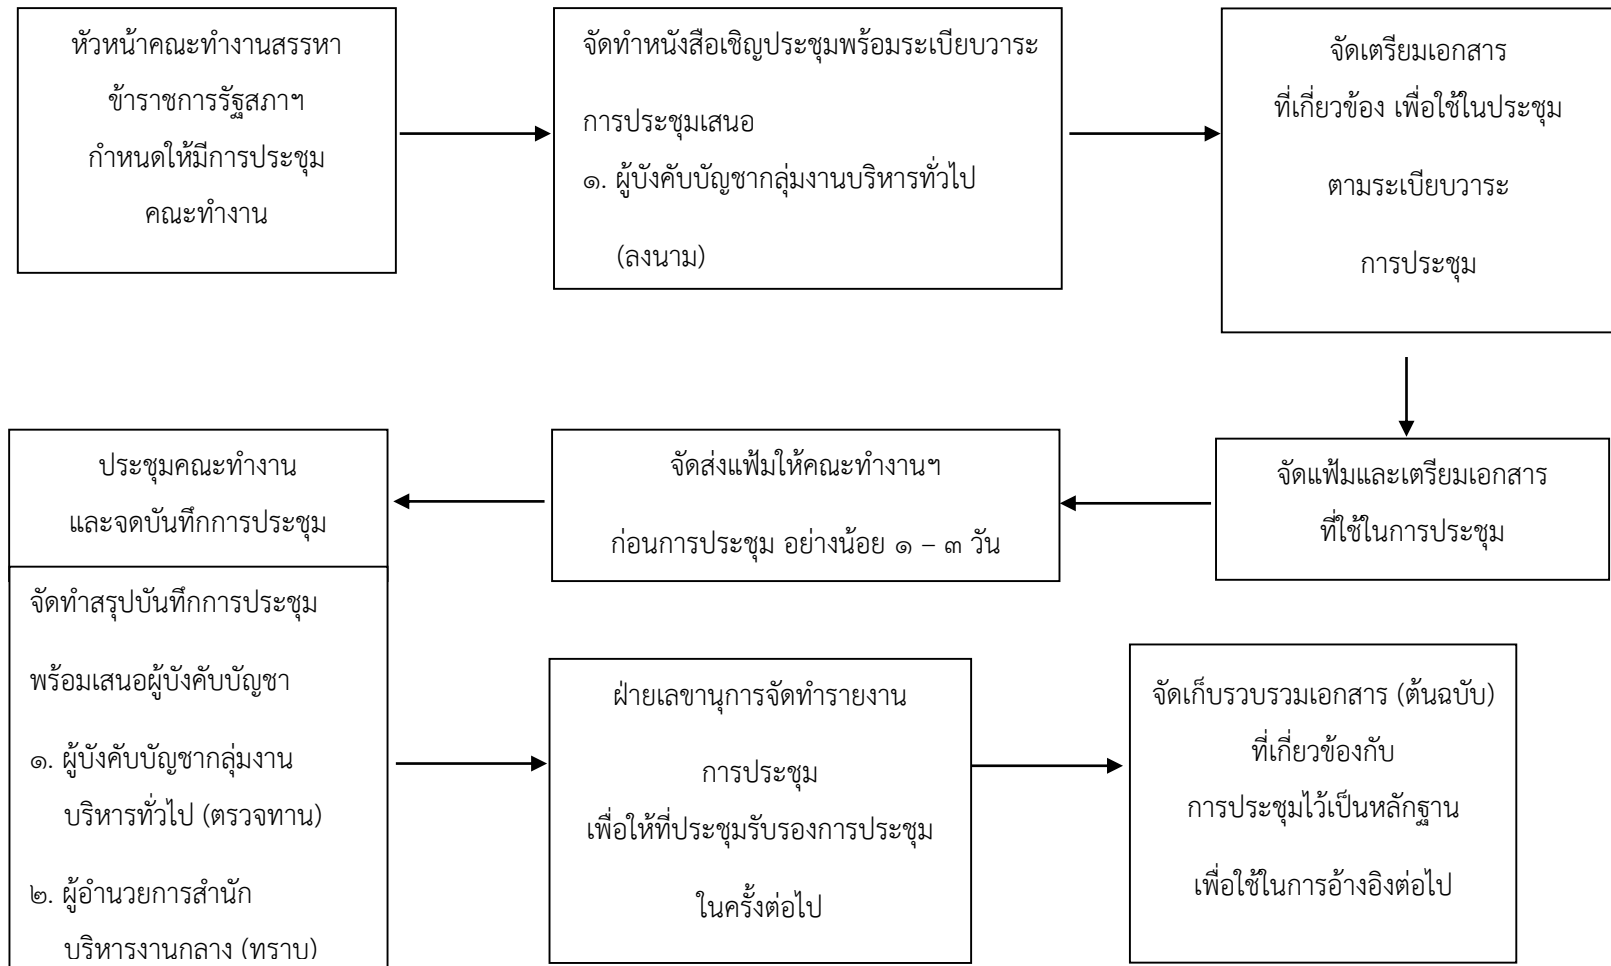 หัวหน้าคณะทำงานสรรหา
ข้าราชการรัฐสภาฯ
กำหนดให้มีการประชุม
คณะทำงาน
จัดทำหนังสือเชิญประชุมพร้อมระเบียบวาระ
การประชุมเสนอ
๑. ผู้บังคับบัญชากลุ่มงานบริหารทั่วไป
(ลงนาม)
จัดเตรียมเอกสาร
ที่เกี่ยวข้อง เพื่อใช้ในประชุม
ตามระเบียบวาระ
การประชุม
จัดแฟ้มและเตรียมเอกสาร
ที่ใช้ในการประชุม
จัดส่งแฟ้มให้คณะทำงานฯ
ก่อนการประชุม อย่างน้อย ๑ – ๓ วัน
ประชุมคณะทำงาน
และจดบันทึกการประชุม
จัดทำสรุปบันทึกการประชุม
พร้อมเสนอผู้บังคับบัญชา
๑. ผู้บังคับบัญชากลุ่มงาน
บริหารทั่วไป (ตรวจทาน)
๒. ผู้อำนวยการสำนัก
บริหารงานกลาง (ทราบ)
ฝ่ายเลขานุการจัดทำรายงาน
การประชุม
เพื่อให้ที่ประชุมรับรองการประชุม
ในครั้งต่อไป
จัดเก็บรวบรวมเอกสาร (ต้นฉบับ)
ที่เกี่ยวข้องกับ
การประชุมไว้เป็นหลักฐาน
เพื่อใช้ในการอ้างอิงต่อไป